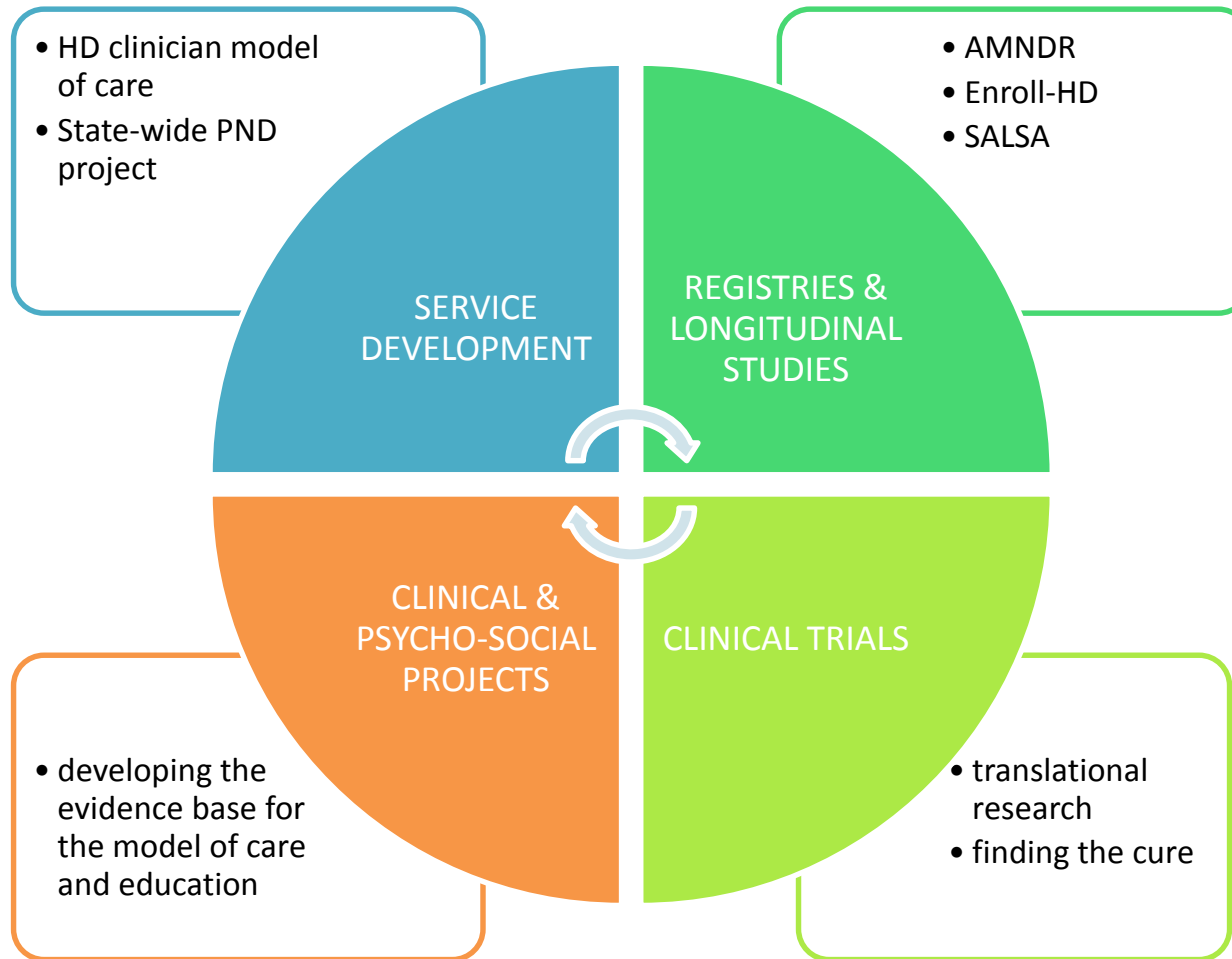 • HD clinician model
of care
• State-wide PND
project
• AMNDR
• Enroll-HD
• SALSA
SERVICE
DEVELOPMENT
REGISTRIES &
LONGITUDINAL
STUDIES
CLINICAL &
PSYCHO-SOCIAL
PROJECTS
CLINICAL TRIALS
• developing the
evidence base for
the model of care
and education
• translational
research
• finding the cure